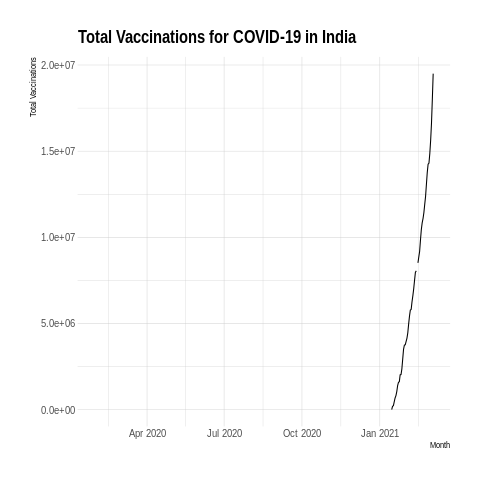 Total Vaccinations for COVID-19 in India
Total Vaccinations
2.0e+07
1.5e+07
1.0e+07
5.0e+06
0.0e+00
Apr 2020 Jul 2020 Oct 2020 Jan 2021
Month